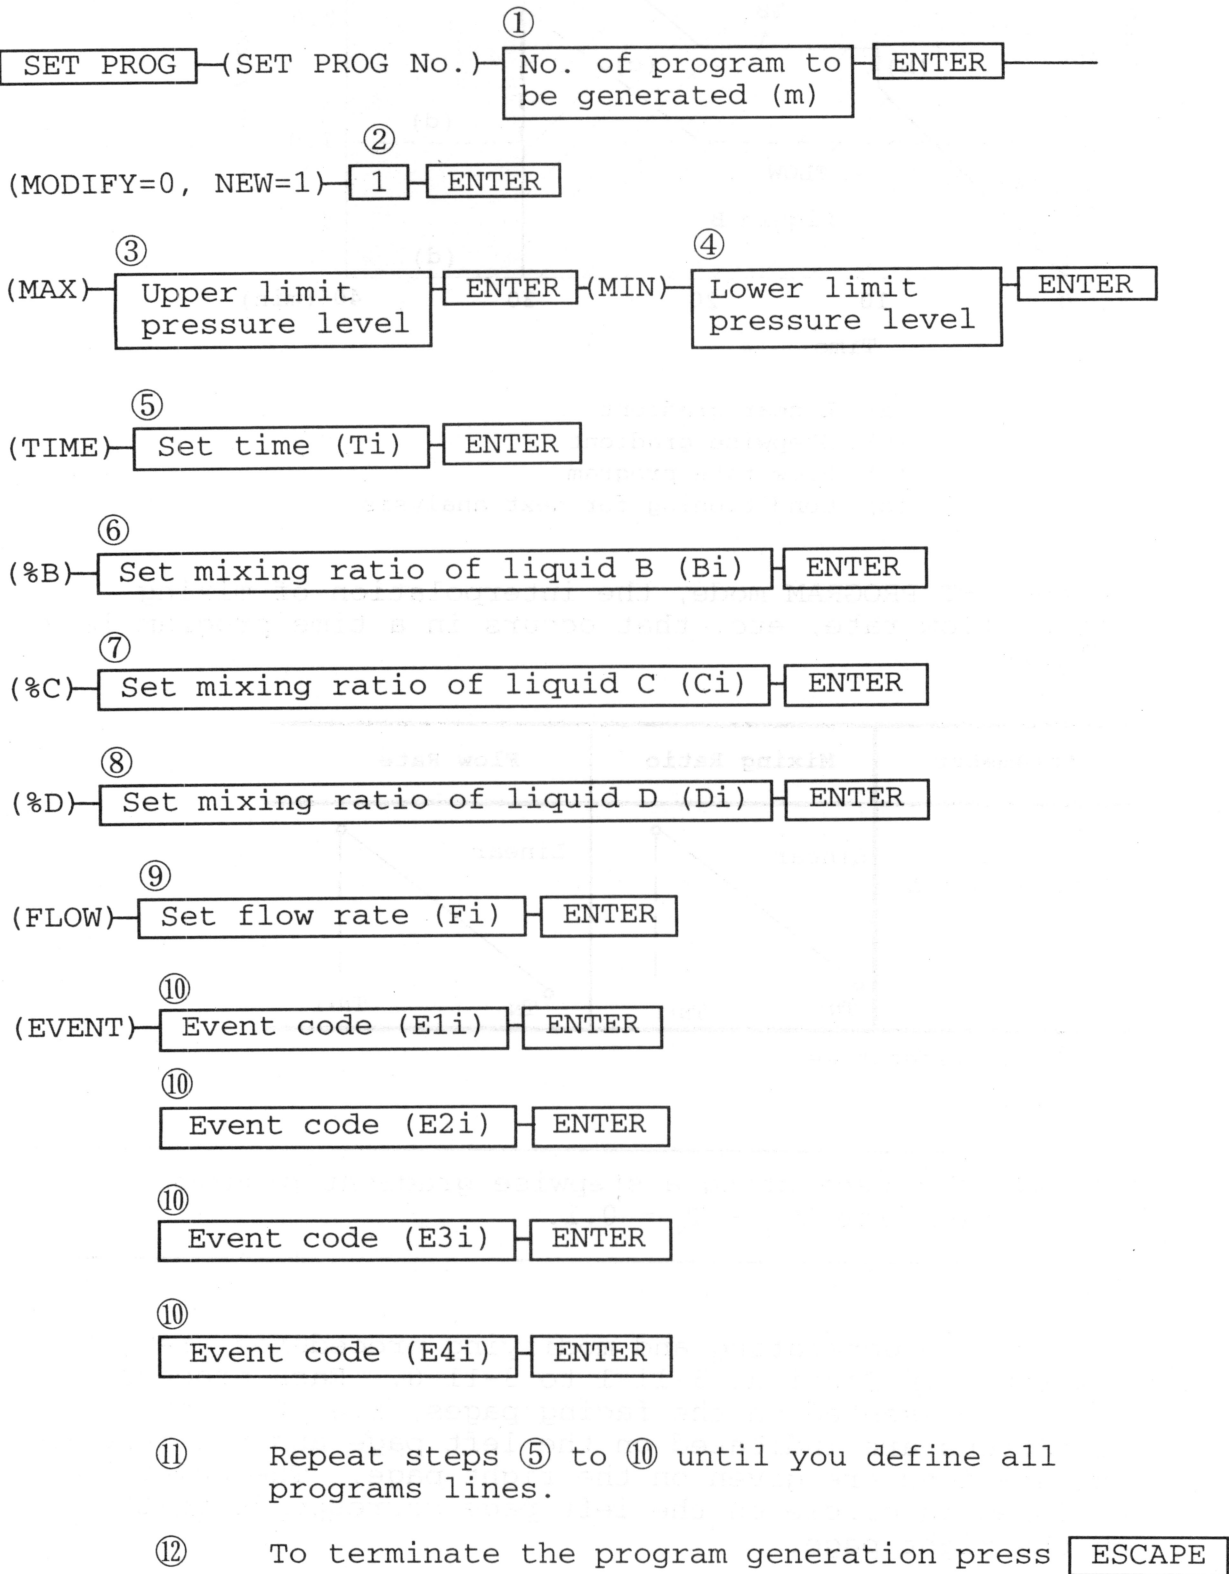 ①
SET PROG (SET PROG No.) No. of program to be generated (m) ENTER
②
(MODIFY=0, NEW=1) 1 ENTER
③ ④
(MAX) Upper limit pressure level ENTER (MIN) Lower limit pressure level ENTER
⑤
(TIME) Set time (Ti) ENTER
⑥
(%B) Set mixing ratio of liquid B (Bi) ENTER
⑦
(%C) Set mixing ratio of liquid C (Ci) ENTER
⑧
(%D) Set mixing ratio of liquid D (Di) ENTER
⑨
(FLOW) Set flow rate (Fi) ENTER
⑩
(EVENT) Event code (E1i) ENTER
⑩
Event code (E2i) ENTER
⑩
Event code (E3i) ENTER
⑩
Event code (E4i) ENTER
⑪ Repeat steps ⑤ to ⑩ until you define all
programs lines.
⑫ To terminate the program generation press ESCAPE